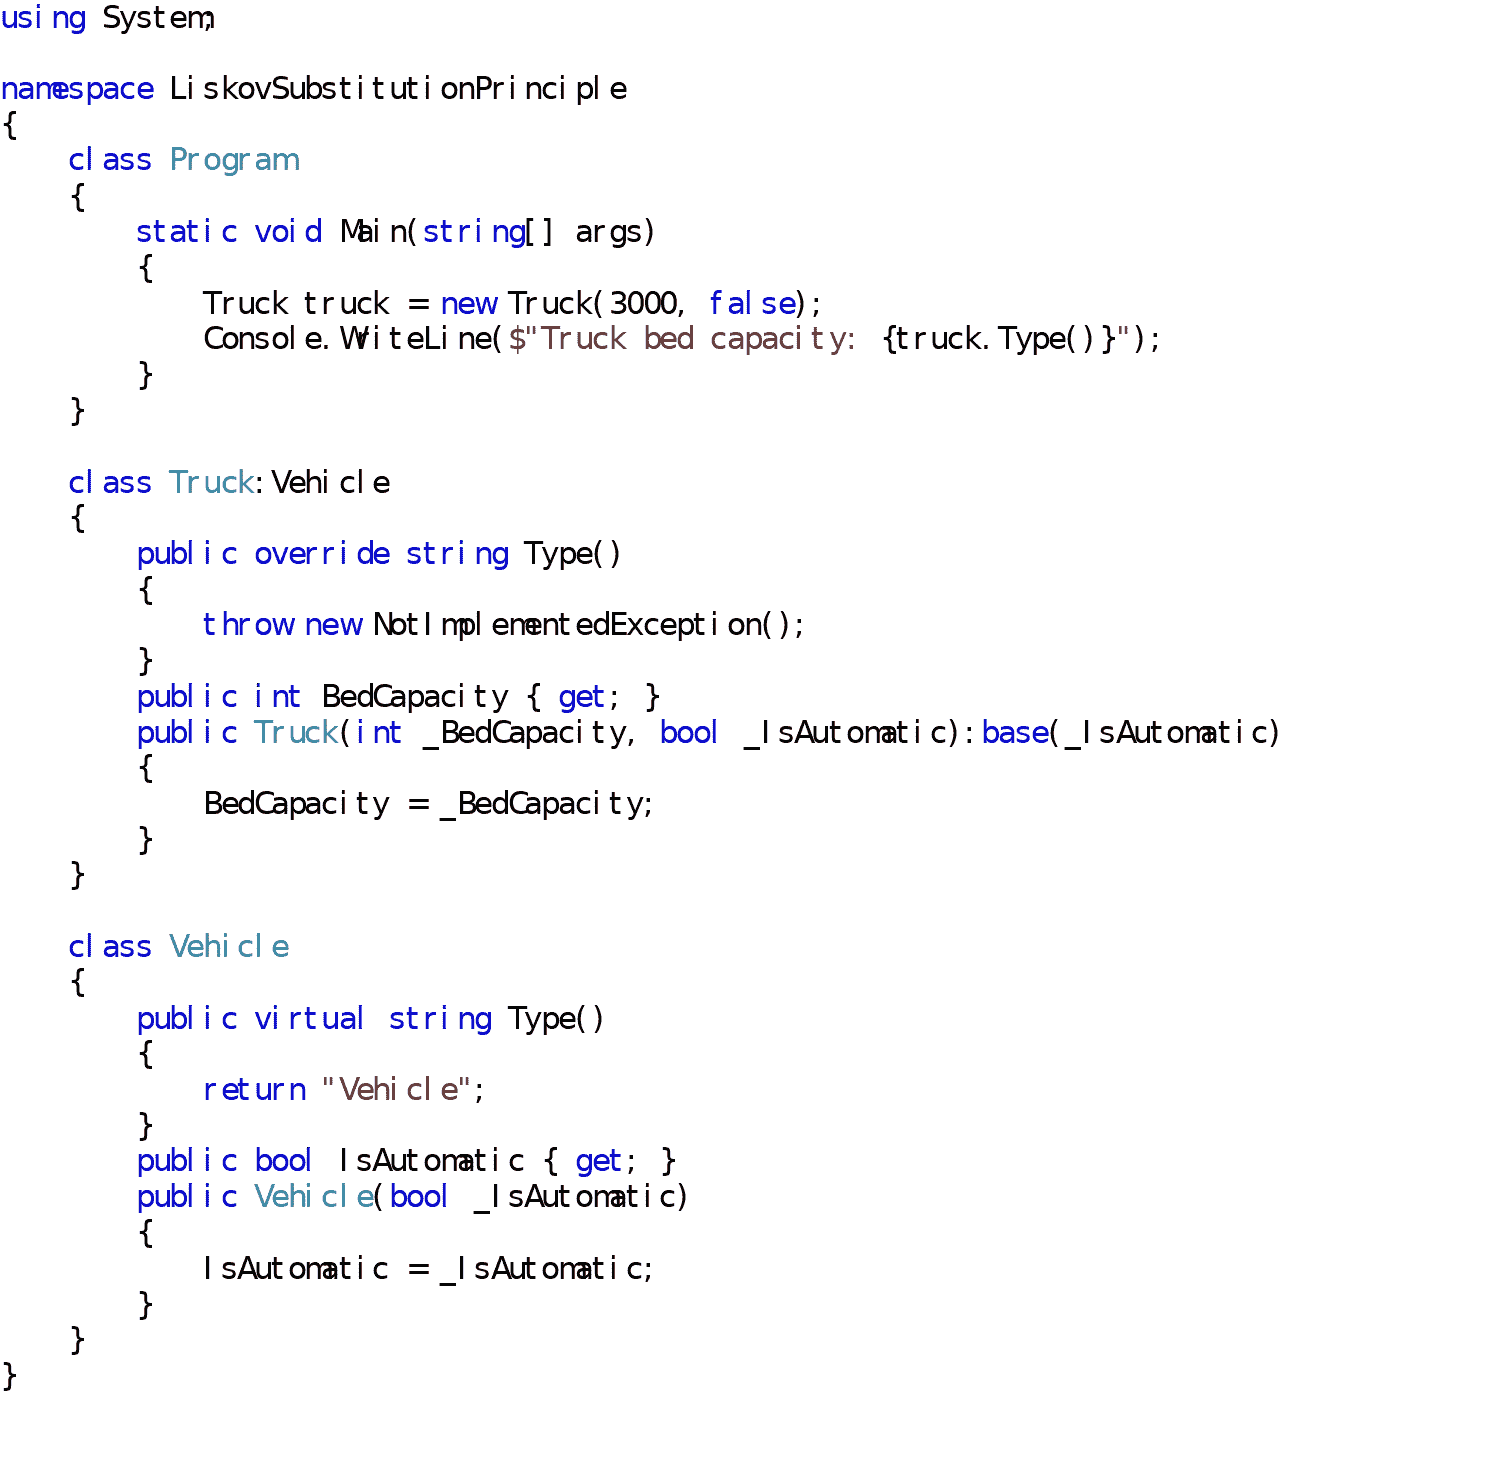 using System;
namespace LiskovSubstitutionPrinciple
{
    class Program
    {
        static void Main(string[] args)
        {
            Truck truck = new Truck(3000, false);
            Console.WriteLine($"Truck bed capacity: {truck.Type()}");
        }
    }
    class Truck:Vehicle
    {
        public override string Type()
        {
            throw new NotImplementedException();
        }
        public int BedCapacity { get; }
        public Truck(int _BedCapacity, bool _IsAutomatic):base(_IsAutomatic)
        {
            BedCapacity = _BedCapacity;
        }
    }
    class Vehicle
    {
        public virtual string Type()
        {
            return "Vehicle";
        }
        public bool IsAutomatic { get; }
        public Vehicle(bool _IsAutomatic)
        {
            IsAutomatic = _IsAutomatic;
        }
    }
}